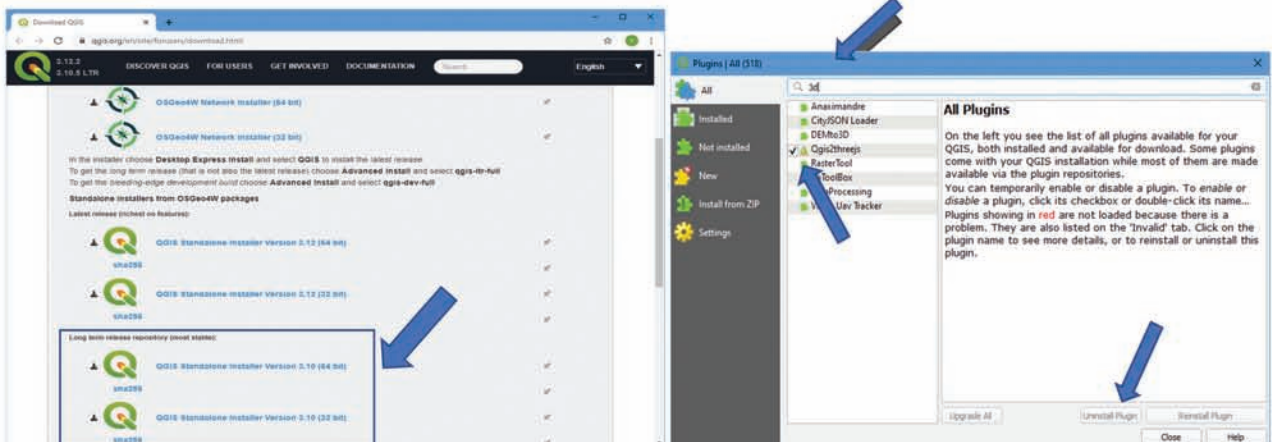 Download QGIS
qgis.org/en/site/forusers/download.html
3.12.2
3.10.5 LTR
DISCOVER QGIS
FOR USERS
GET INVOLVED
DOCUMENTATION
Search
English
OSGeo4W Network Installer (64 bit)
OSGeo4W Network Installer (32 bit)
In the installer choose Desktop Express Install and select QGIS to install the latest release
To get the long term release (that is not also the latest release) choose Advanced Install and select qgis-ltr-full
To get the bleeding-edge development build choose Advanced Install and select qgis-dev-full
Standalone installers from OSGeo4W packages
Latest release (richest on features):
QGIS Standalone Installer Version 3.12 (64 bit)
sha256
QGIS Standalone Installer Version 3.12 (32 bit)
sha256
Long term release repository (most stable):
QGIS Standalone Installer Version 3.10 (64 bit)
sha256
QGIS Standalone Installer Version 3.10 (32 bit)
sha256
Plugins | All (518)
All
Installed
Not installed
New
Install from ZIP
Settings
3d
Anaximandre
CityJSON Loader
DEMto3D
Qgis2threejs
RasterTool
ToolBox
Processing
Uav Tracker
All Plugins
On the left you see the list of all plugins available for your
QGIS, both installed and available for download. Some plugins
come with your QGIS installation while most of them are made
available via the plugin repositories.
You can temporarily enable or disable a plugin. To enable or
disable a plugin, click its checkbox or double-click its name...
Plugins showing in red are not loaded because there is a
problem. They are also listed on the 'Invalid' tab. Click on the
plugin name to see more details, or to reinstall or uninstall this
plugin.
Upgrade All
Uninstall Plugin
Reinstall Plugin
Close
Help